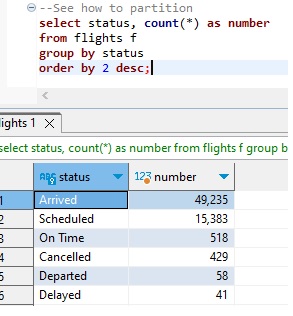 --See how to partition
select status, count(*) as number
from flights f
group by status
order by 2 desc;
lights 1
select status, count(*) as number from flights f group b
ABC status 123 number
1 Arrived 49,235
2 Scheduled 15,383
3 On Time 518
4 Cancelled 429
5 Departed 58
6 Delayed 41